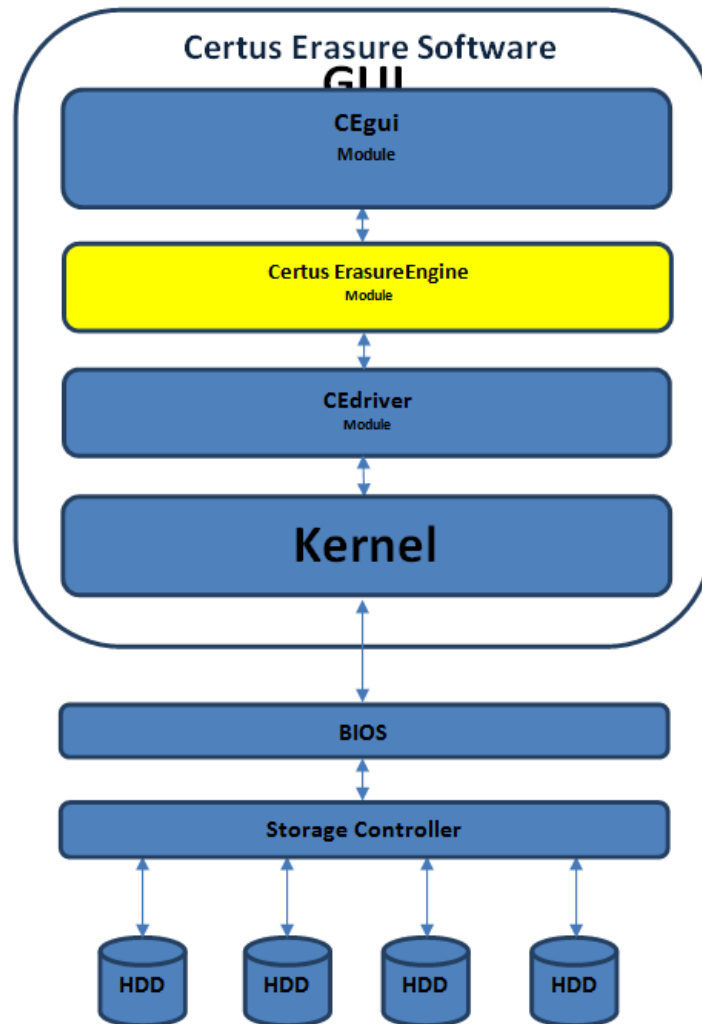 Certus Erasure Software
GUI
CEgui
Module
Certus ErasureEngine
Module
CEdriver
Module
Kernel
BIOS
Storage Controller
HDD HDD HDD HDD